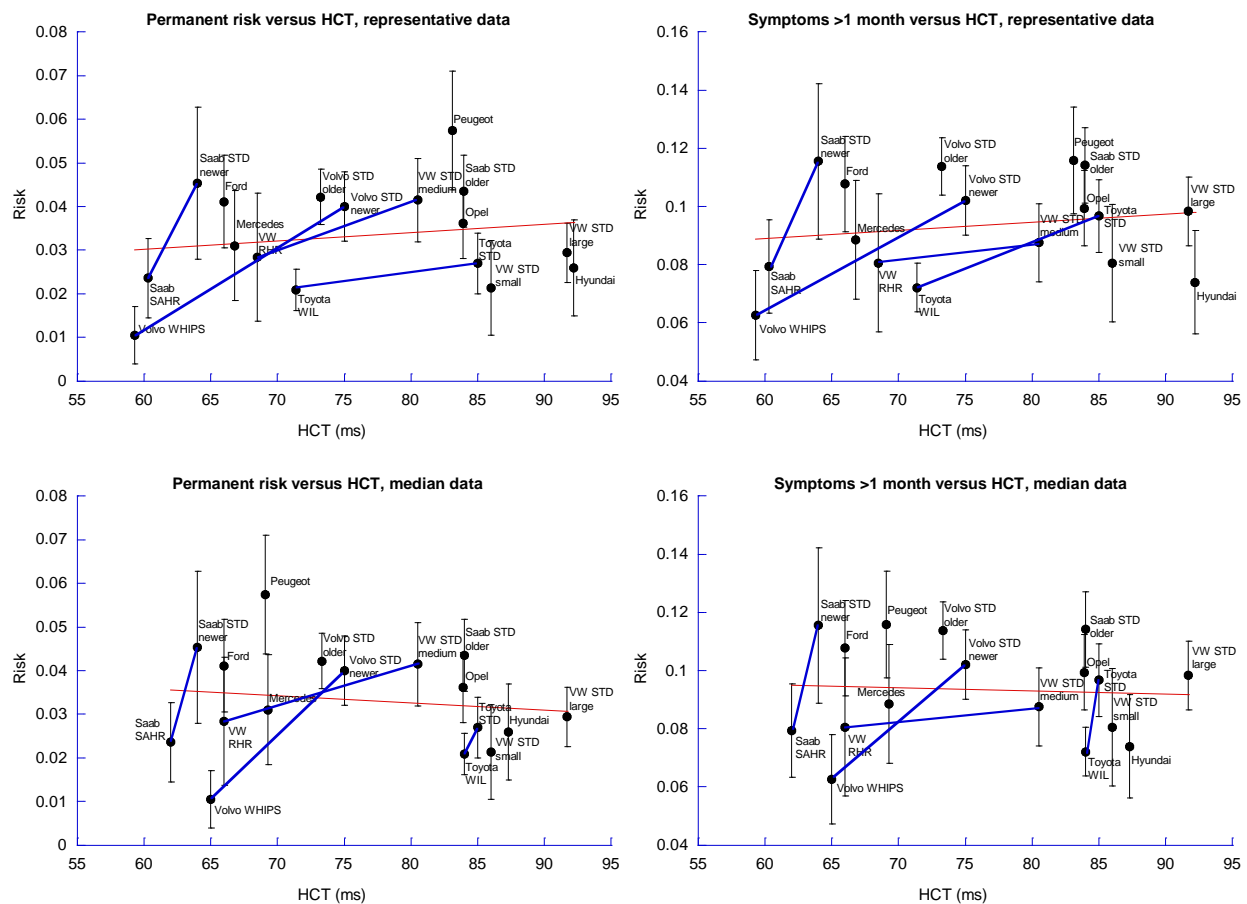 Permanent risk versus HCT, representative data
0.08
0.07
0.06
0.05
0.04
0.03
0.02
0.01
0
Risk
55 60 65 70 75 80 85 90 95
HCT (ms)
Peugeot
Saab STD
newer
Ford
Volvo STD
older
Volvo STD
newer
VW STD
medium
Saab STD
older
Opel
Mercedes
VW
RHR
Toyota
STD
VW STD
large
VW STD
small
Hyundai
Saab
SAHR
Toyota
WIL
Volvo WHIPS
Symptoms >1 month versus HCT, representative data
0.16
0.14
0.12
0.1
0.08
0.06
0.04
Risk
55 60 65 70 75 80 85 90 95
HCT (ms)
Saab STD
newer
Ford
Volvo STD
older
Peugeot
Saab STD
older
Volvo STD
newer
Opel
Toyota
STD
VW STD
large
Mercedes
VW STD
medium
VW
RHR
VW STD
small
Saab
SAHR
Toyota
WIL
Hyundai
Volvo WHIPS
Permanent risk versus HCT, median data
0.08
0.07
0.06
0.05
0.04
0.03
0.02
0.01
0
Risk
55 60 65 70 75 80 85 90 95
HCT (ms)
Peugeot
Saab STD
newer
Ford
Volvo STD
older
Volvo STD
newer
VW STD
medium
Saab STD
older
Opel
Mercedes
VW
RHR
Toyota
STD
Hyundai
VW STD
large
VW STD
small
Saab
SAHR
Toyota
WIL
Volvo WHIPS
Symptoms >1 month versus HCT, median data
0.16
0.14
0.12
0.1
0.08
0.06
0.04
Risk
55 60 65 70 75 80 85 90 95
HCT (ms)
Saab STD
newer
Peugeot
Ford
Volvo STD
older
Saab STD
older
Volvo STD
newer
Opel
Toyota
STD
VW STD
large
Mercedes
VW STD
medium
VW STD
small
Saab
SAHR
VW
RHR
Toyota
WIL
Hyundai
Volvo WHIPS